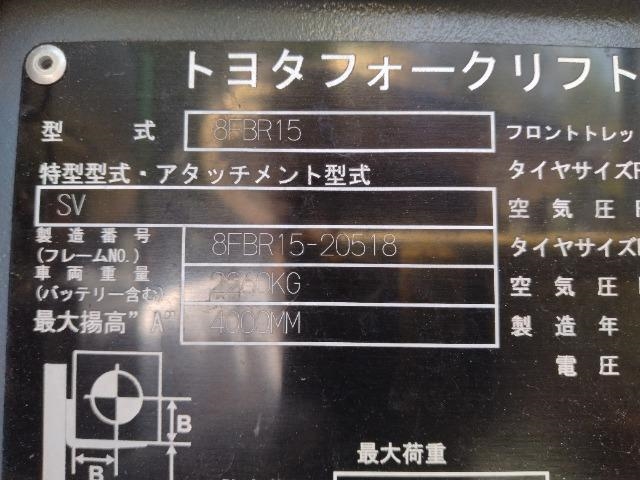 トヨタフォークリフト
型 式 8FBR15 フロントトレッ
特型型式・アタッチメント型式 タイヤサイズF
SV 空気圧
製造番号 (フレームNO.) 8FBR15-20518 タイヤサイズ
車両重量 (バッテリー含む) KG 空気圧
最大揚高"A" 4000MM 製造年
電圧
B
B
最大荷重